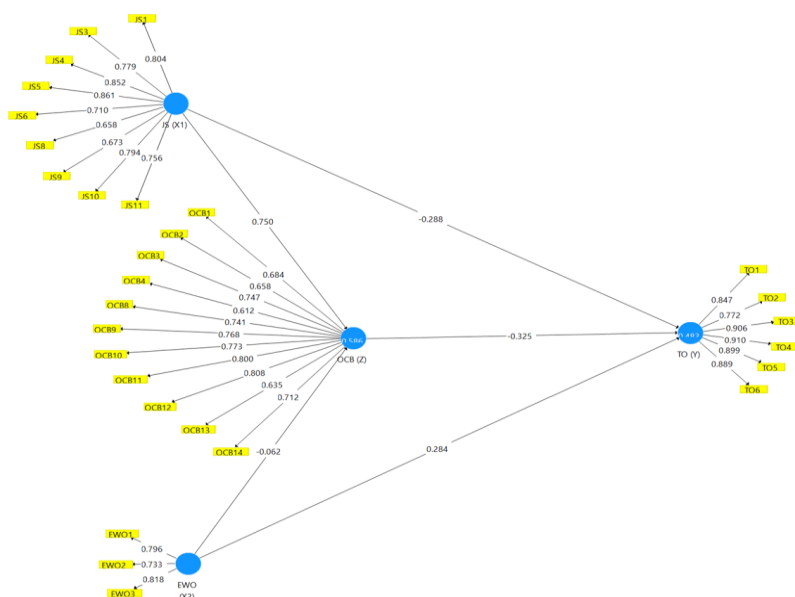 JS1
JS3
JS4
JS5
JS6
JS8
JS9
JS10
JS11
0.804
0.779
0.852
0.861
0.710
0.658
0.673
0.794
0.756
JS (X1)
0.750
-0.288
OCB1
OCB2
OCB3
OCB4
OCB8
OCB9
OCB10
OCB11
OCB12
OCB13
OCB14
0.684
0.658
0.747
0.612
0.741
0.768
0.773
0.800
0.808
0.635
0.712
0.586
OCB (Z)
-0.325
-0.062
0.284
TO1
TO2
TO3
TO4
TO5
TO6
0.847
0.772
0.906
0.910
0.899
0.889
TO (Y)
EWO1
EWO2
EWO3
0.796
0.733
0.818
EWO
(X2)